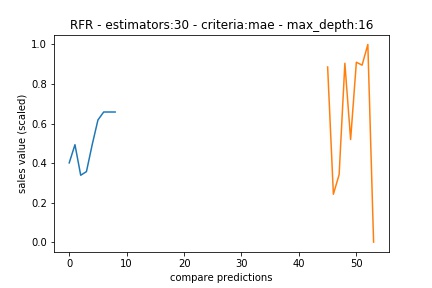 RFR - estimators:30 - criteria:mae - max_depth:16
1.0
0.8
0.6
0.4
0.2
0.0
sales value (scaled)
0 10 20 30 40 50
compare predictions